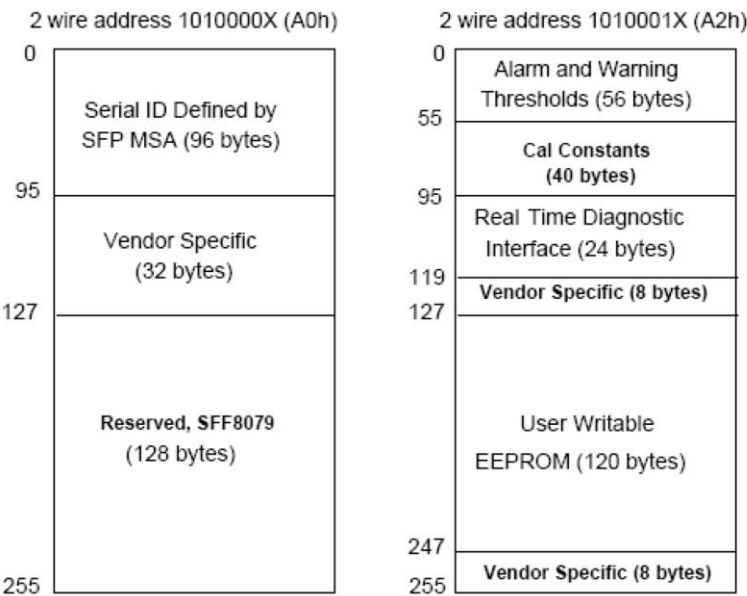 2 wire address 1010000X (A0h)
0
Serial ID Defined by
SFP MSA (96 bytes)
95
Vendor Specific
(32 bytes)
127
Reserved, SFF8079
(128 bytes)
255
2 wire address 1010001X (A2h)
0
Alarm and Warning
Thresholds (56 bytes)
55
Cal Constants
(40 bytes)
95
Real Time Diagnostic
Interface (24 bytes)
119
Vendor Specific (8 bytes)
127
User Writable
EEPROM (120 bytes)
247
Vendor Specific (8 bytes)
255